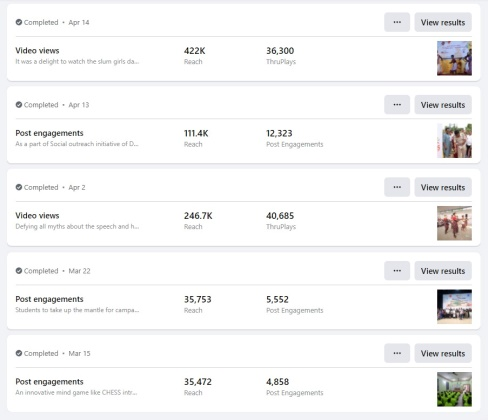 Completed • Apr 14
... View results
Video views 422K 36,300
It was a delight to watch the slum girls da... Reach ThruPlays
Completed • Apr 13
... View results
Post engagements 111.4K 12,323
As a part of Social outreach initiative of D... Reach Post Engagements
Completed • Apr 2
... View results
Video views 246.7K 40,685
Defying all myths about the speech and h... Reach ThruPlays
Completed • Mar 22
... View results
Post engagements 35,753 5,552
Students to take up the mantle for campa... Reach Post Engagements
Completed • Mar 15
... View results
Post engagements 35,472 4,858
An innovative mind game like CHESS intr... Reach Post Engagements